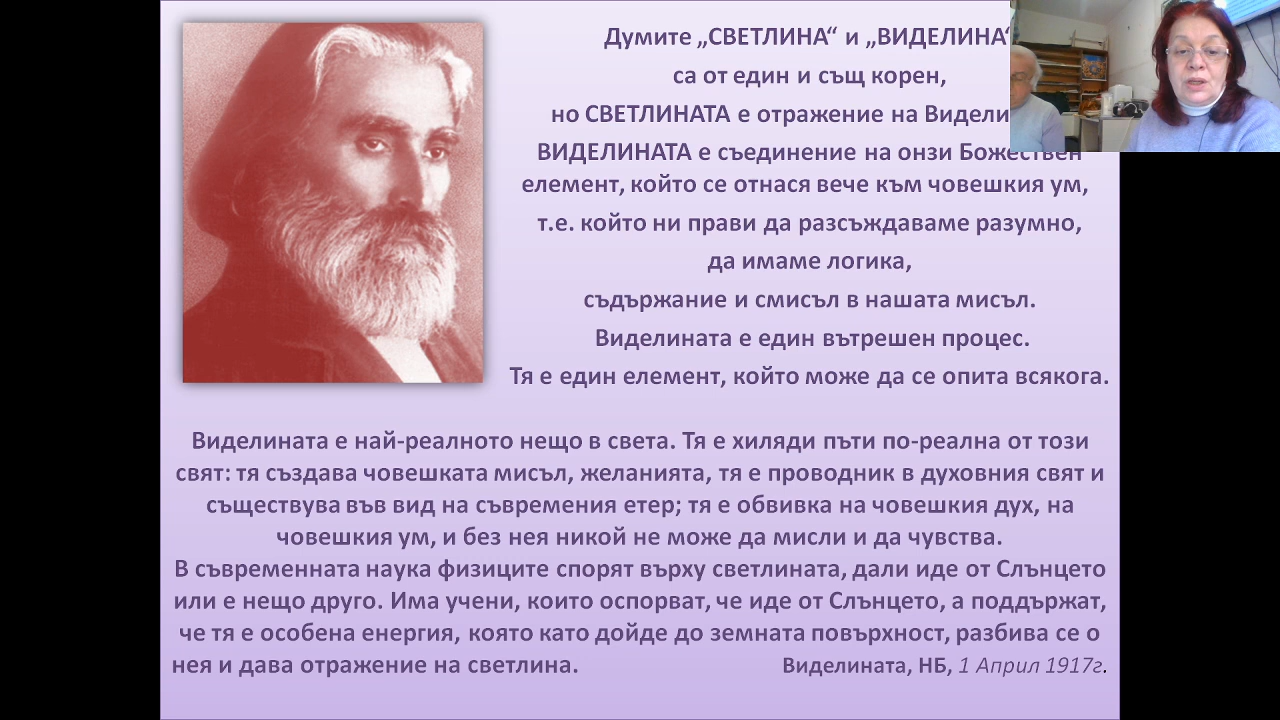 Думите „СВЕТЛИНА“ и „ВИДЕЛИНА“
са от един и същ корен,
но СВЕТЛИНАТА е отражение на
ВИДЕЛИНАТА е съединение на онзи Божествен
елемент, който се отнася вече към човешкия ум,
т.е. който ни прави да разсъждаваме разумно,
да имаме логика,
съдържание и смисъл в нашата мисъл.
Виделината е един вътрешен процес.
Тя е един елемент, който може да се опита всякога.
Виделината е най-реалното нещо в света. Тя е хиляди пъти по-реална от този
свят: тя създава човешката мисъл, желанията, тя е проводник в духовния свят и
съществува във вид на съвремения етер; тя е обвивка на човешкия дух, на
човешкия ум, и без нея никой не може да мисли и да чувства.
В съвременната наука физиците спорят върху светлината, дали иде от Слънцето
или е нещо друго. Има учени, които оспорват, че иде от Слънцето, а поддържат,
че тя е особена енергия, която като дойде до земната повърхност, разбива се о
нея и дава отражение на светлина. Виделината, НБ, 1 Април 1917г.